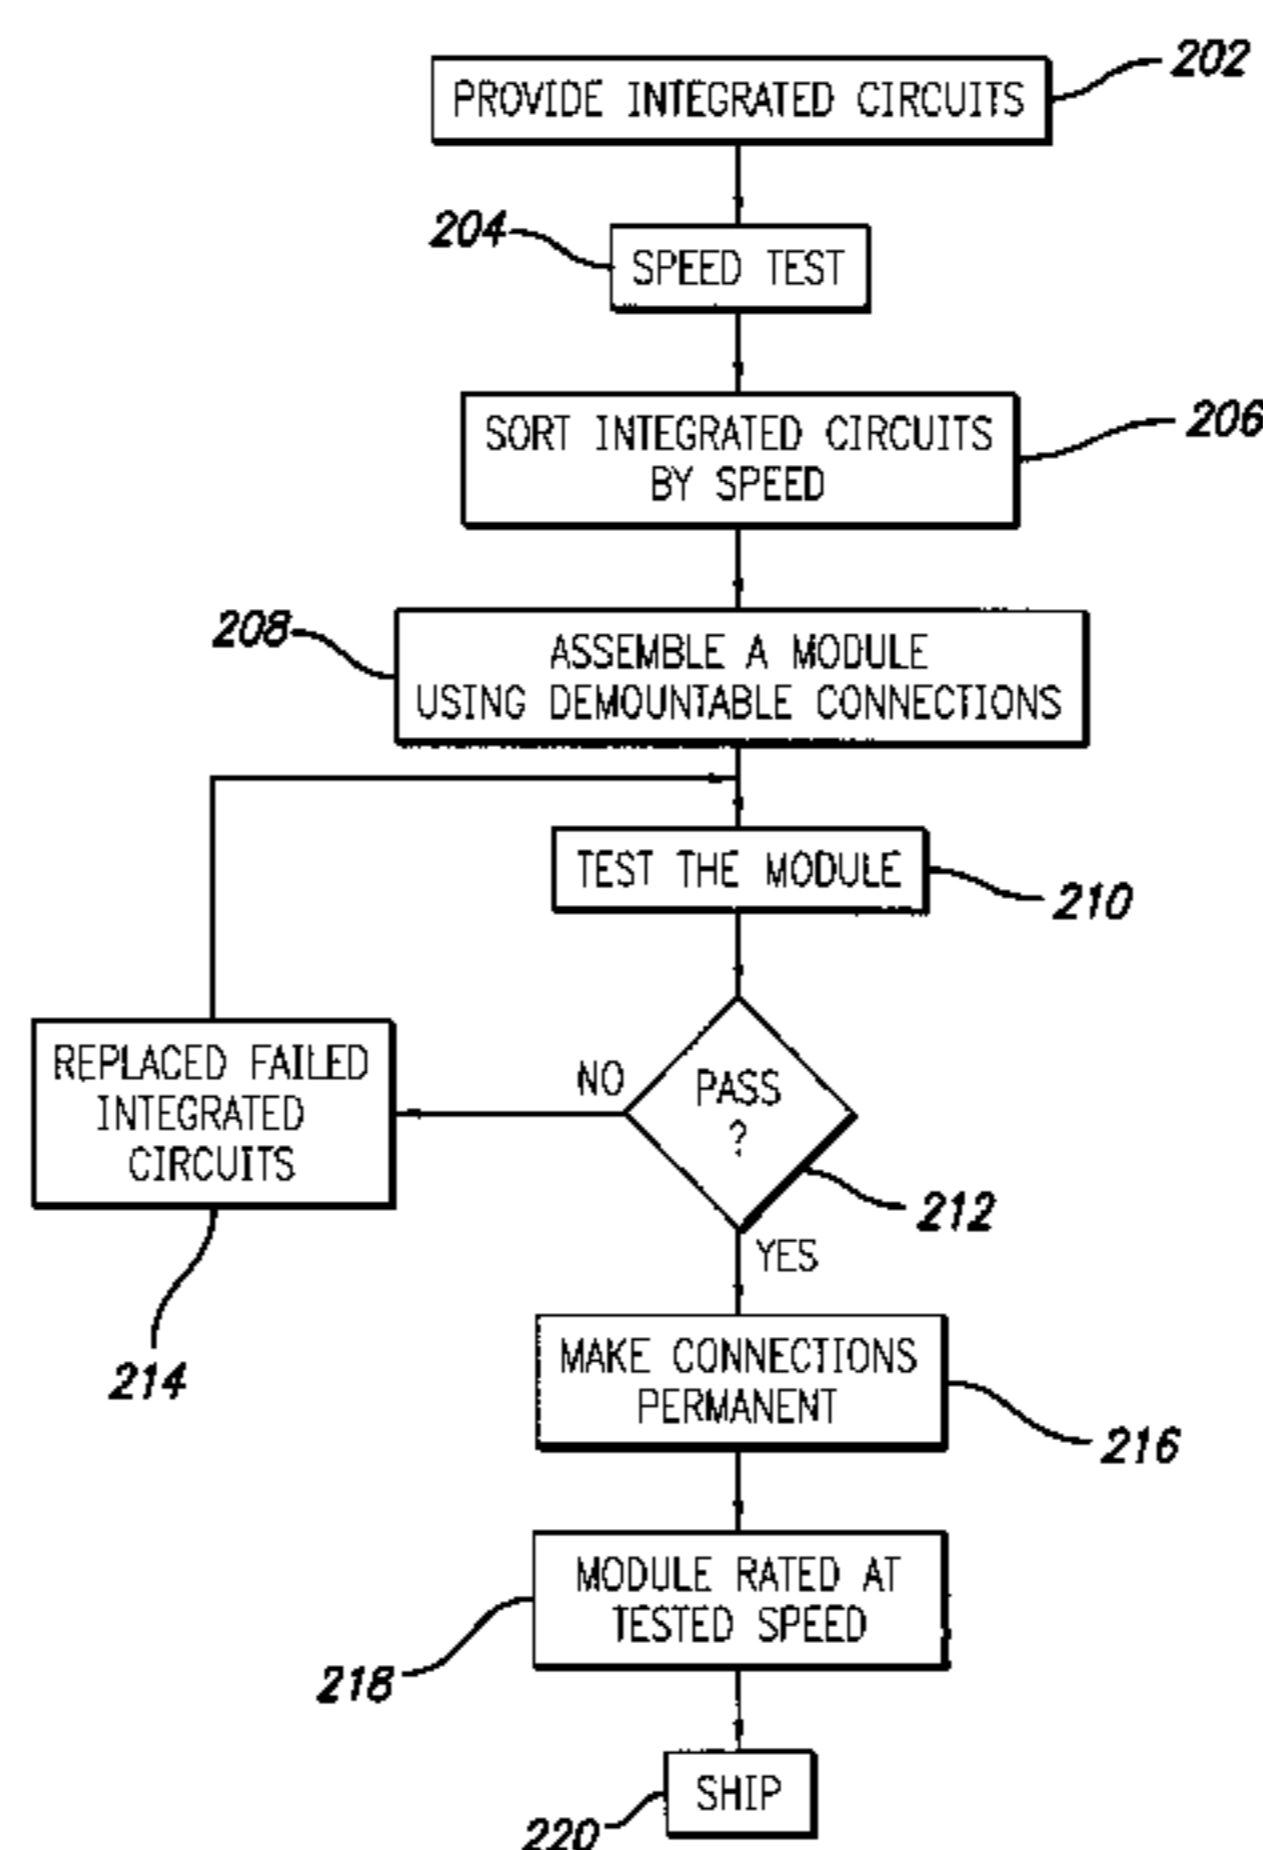 PROVIDE INTEGRATED CIRCUITS
202
204
SPEED TEST
SORT INTEGRATED CIRCUITS
BY SPEED
206
208
ASSEMBLE A MODULE
USING DEMOUNTABLE CONNECTIONS
TEST THE MODULE
210
REPLACED FAILED
INTEGRATED
CIRCUITS
NO
PASS
?
212
YES
214
MAKE CONNECTIONS
PERMANENT
216
MODULE RATED AT
TESTED SPEED
218
SHIP
220